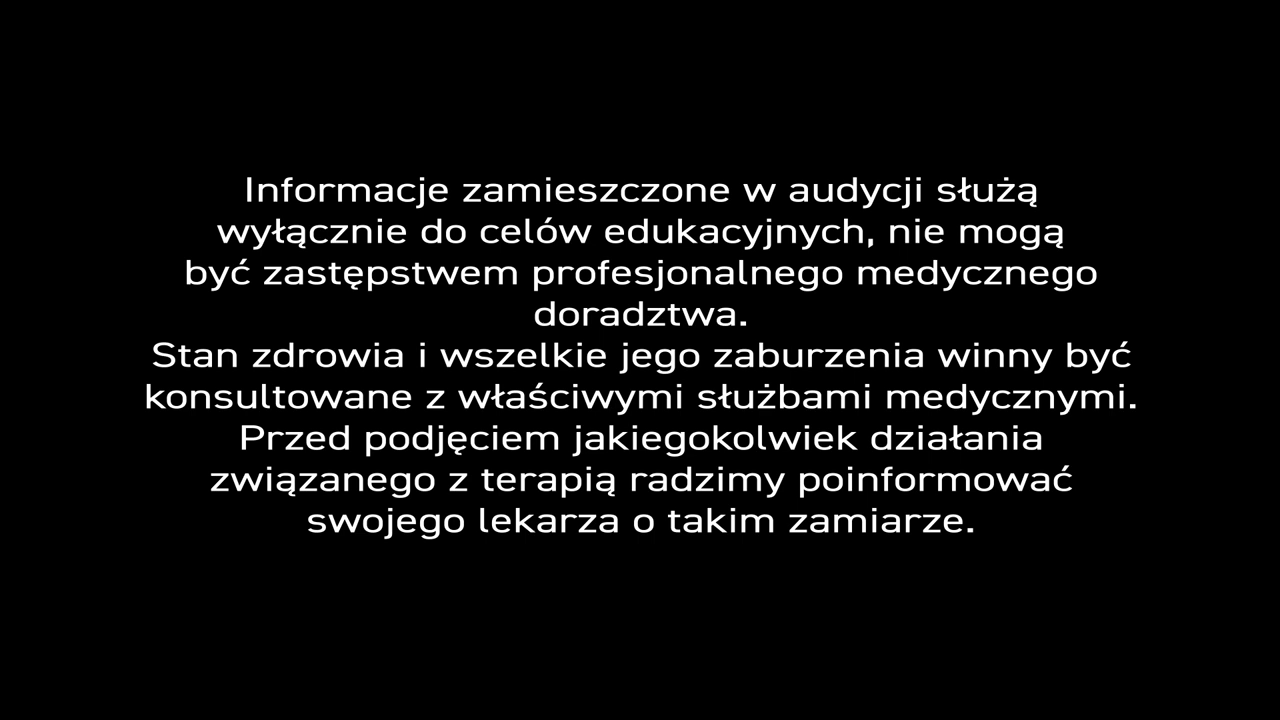 Informacje zamieszczone w audycji służą
wyłącznie do celów edukacyjnych, nie mogą
być zastępstwem profesjonalnego medycznego
doradztwa.
Stan zdrowia i wszelkie jego zaburzenia winny być
konsultowane z właściwymi służbami medycznymi.
Przed podjęciem jakiegokolwiek działania
związanego z terapią radzimy poinformować
swojego lekarza o takim zamiarze.